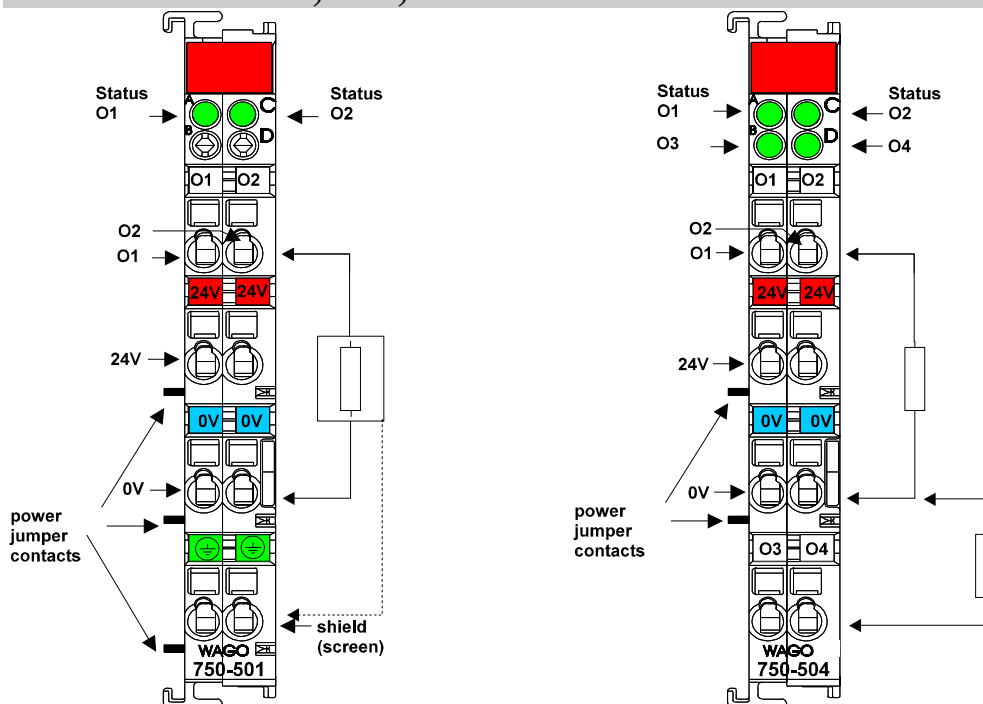 Status
O1
Status
O2
A
C
B
D
O1
O2
O2
O1
24V
24V
24V
0V
0V
0V
power
jumper
contacts
shield
(screen)
WAGO
750-501
Status
O1
O3
Status
O2
O4
A
C
B
D
O1
O2
O2
O1
24V
24V
24V
0V
0V
0V
power
jumper
contacts
O3
O4
WAGO
750-504